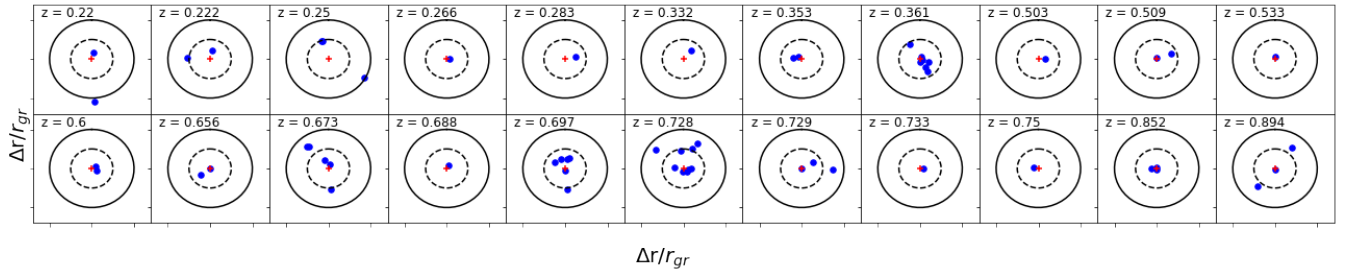 z = 0.22 z = 0.222 z = 0.25 z = 0.266 z = 0.283 z = 0.332 z = 0.353 z = 0.361 z = 0.503 z = 0.509 z = 0.533
z = 0.6 z = 0.656 z = 0.673 z = 0.688 z = 0.697 z = 0.728 z = 0.729 z = 0.733 z = 0.75 z = 0.852 z = 0.894
Δr/r_gr
Δr/r_gr